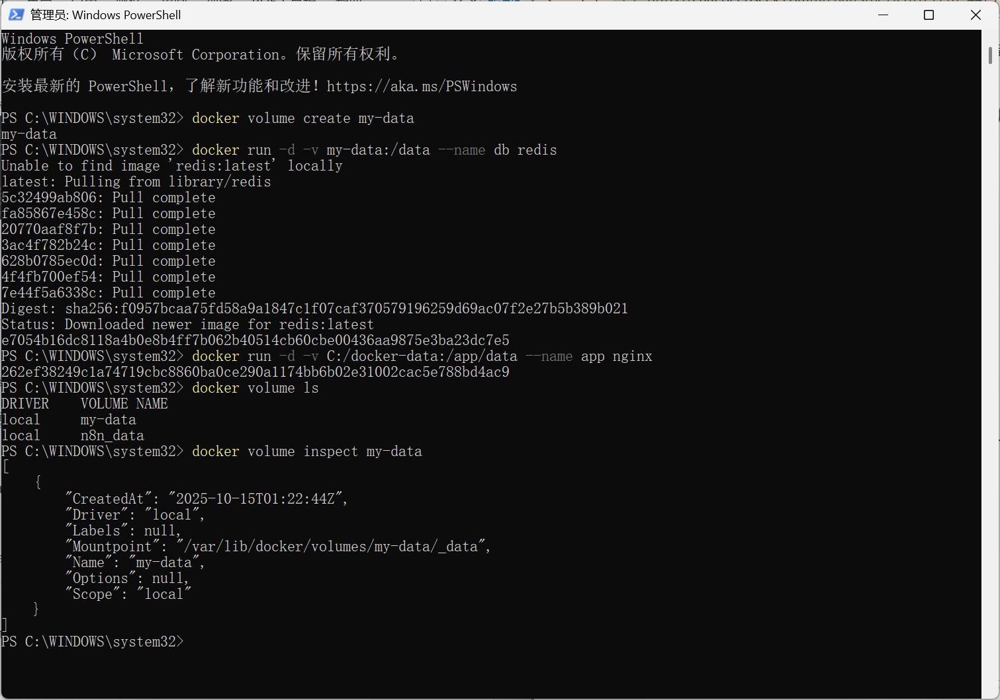 管理员: Windows PowerShell
Windows PowerShell
版权所有（C） Microsoft Corporation。保留所有权利。
安装最新的 PowerShell，了解新功能和改进！https://aka.ms/PSWindows
PS C:\WINDOWS\system32> docker volume create my-data
my-data
PS C:\WINDOWS\system32> docker run -d -v my-data:/data --name db redis
Unable to find image 'redis:latest' locally
latest: Pulling from library/redis
5c32499ab806: Pull complete
fa85867e458c: Pull complete
20770aaf8f7b: Pull complete
3ac4f782b24c: Pull complete
628b0785ec0d: Pull complete
4f4fb700ef54: Pull complete
7e44f5a6338c: Pull complete
Digest: sha256:f0957bcaa75fd58a9a1847c1f07caf370579196259d69ac07f2e27b5b389b021
Status: Downloaded newer image for redis:latest
e7054b16dc8118a4b0e8b4ff7b062b40514cb60cbe00436aa9875e3ba23dc7e5
PS C:\WINDOWS\system32> docker run -d -v C:/docker-data:/app/data --name app nginx
262ef38249c1a74719cbc8860ba0ce290a1174bb6b02e31002cac5e788bd4ac9
PS C:\WINDOWS\system32> docker volume ls
DRIVER    VOLUME NAME
local     my-data
local     n8n_data
PS C:\WINDOWS\system32> docker volume inspect my-data
[
    {
        "CreatedAt": "2025-10-15T01:22:44Z",
        "Driver": "local",
        "Labels": null,
        "Mountpoint": "/var/lib/docker/volumes/my-data/_data",
        "Name": "my-data",
        "Options": null,
        "Scope": "local"
    }
]
PS C:\WINDOWS\system32>